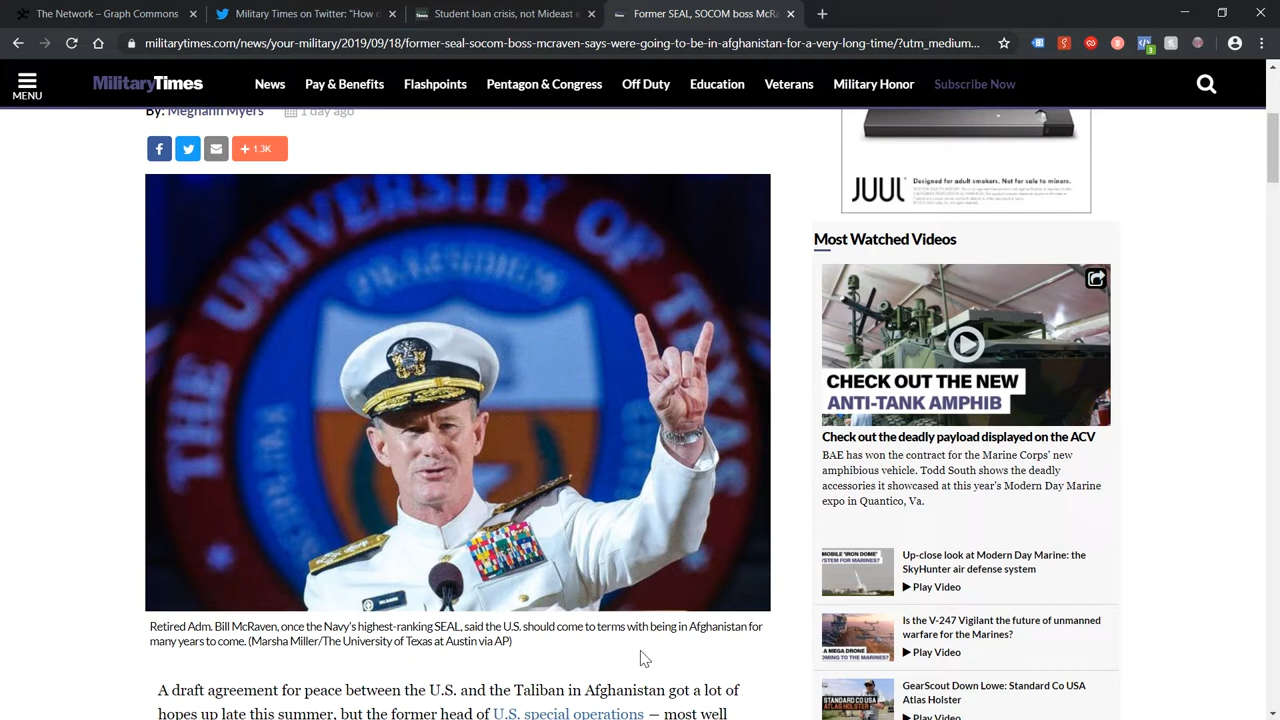 The Network – Graph Commons
Military Times on Twitter: "How c
Student loan crisis, not Mideast w
Former SEAL, SOCOM boss McRa
militarytimes.com/news/your-military/2019/09/18/former-seal-socom-boss-mcraven-says-were-going-to-be-in-afghanistan-for-a-very-long-time/?utm_medium...
MENU
MilitaryTimes
News
Pay & Benefits
Flashpoints
Pentagon & Congress
Off Duty
Education
Veterans
Military Honor
Subscribe Now
By: Meghann Myers
1 day ago
1.3K
THE UNIVERSITY OF TEXAS
Retired Adm. Bill McRaven, once the Navy's highest-ranking SEAL, said the U.S. should come to terms with being in Afghanistan for
many years to come. (Marsha Miller/The University of Texas at Austin via AP)
A draft agreement for peace between the U.S. and the Taliban in Afghanistan got a lot of
opes up late this summer, but the former head of U.S. special operations — most well
JUUL
Designed for adult smokers. Not for sale to minors.
Most Watched Videos
CHECK OUT THE NEW
ANTI-TANK AMPHIB
Check out the deadly payload displayed on the ACV
BAE has won the contract for the Marine Corps' new
amphibious vehicle. Todd South shows the deadly
accessories it showcased at this year's Modern Day Marine
expo in Quantico, Va.
MOBILE 'IRON DOME'
SYSTEM FOR MARINES?
Up-close look at Modern Day Marine: the
SkyHunter air defense system
Play Video
A MEGA DRONE
COMING TO THE MARINES?
Is the V-247 Vigilant the future of unmanned
warfare for the Marines?
Play Video
STANDARD CO USA
ATLAS HOLSTER
GearScout Down Lowe: Standard Co USA
Atlas Holster
Play Video